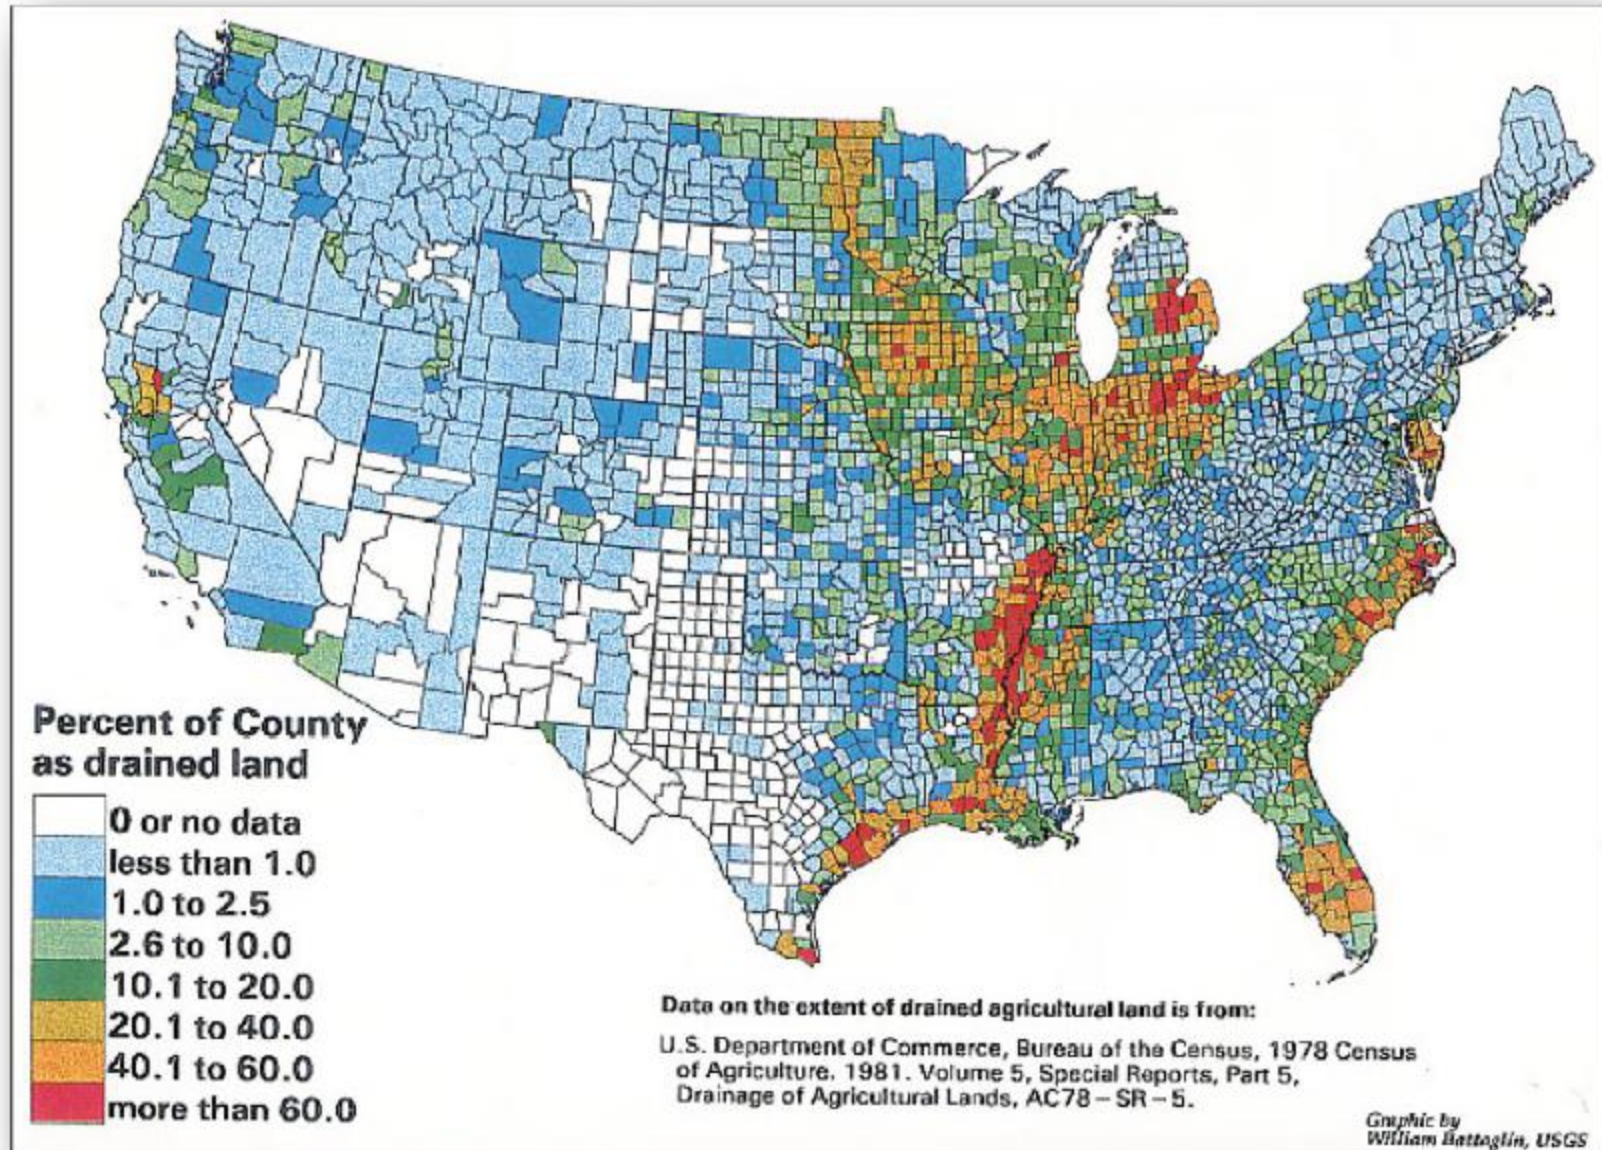 Percent of County
as drained land
0 or no data
less than 1.0
1.0 to 2.5
2.6 to 10.0
10.1 to 20.0
20.1 to 40.0
40.1 to 60.0
more than 60.0
Data on the extent of drained agricultural land is from:
U.S. Department of Commerce, Bureau of the Census, 1978 Census
of Agriculture. 1981. Volume 5, Special Reports, Part 5,
Drainage of Agricultural Lands, AC78-SR-5.
Graphic by
William Battaglin, USGS